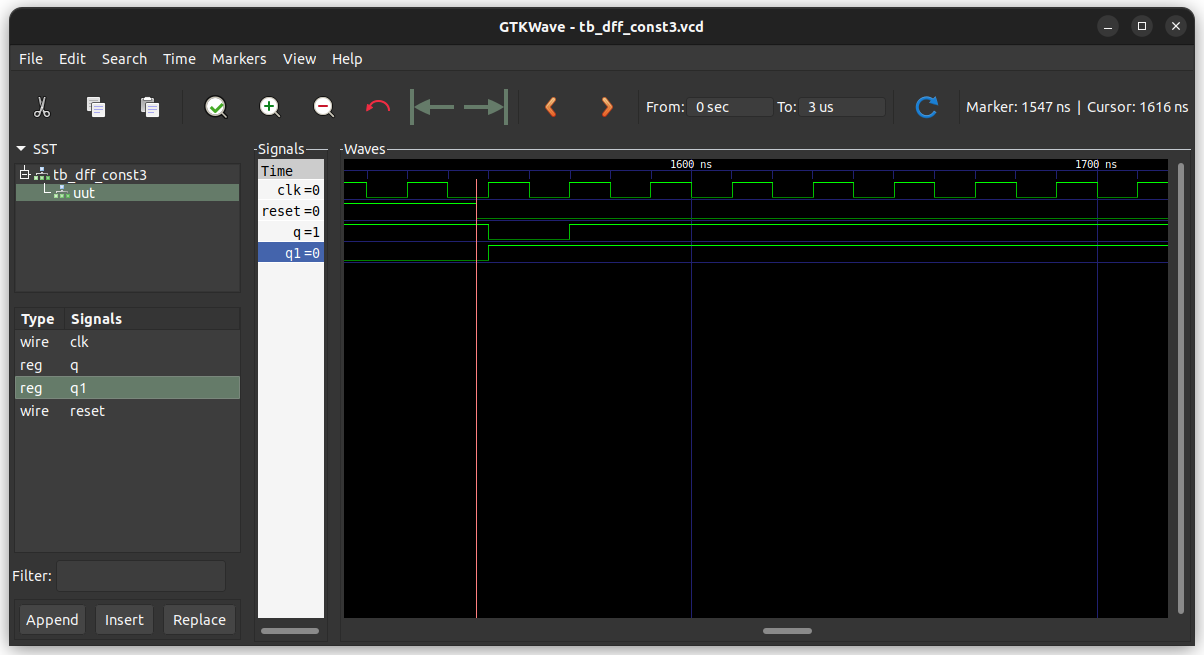 GTKWave - tb_dff_const3.vcd
File Edit Search Time Markers View Help
From: 0 sec To: 3 us Marker: 1547 ns | Cursor: 1616 ns
SST
tb_dff_const3
uut
Type Signals
wire clk
reg q
reg q1
wire reset
Filter:
Append Insert Replace
Signals
Time
clk=0
reset=0
q=1
q1=0
Waves
1600 ns 1700 ns